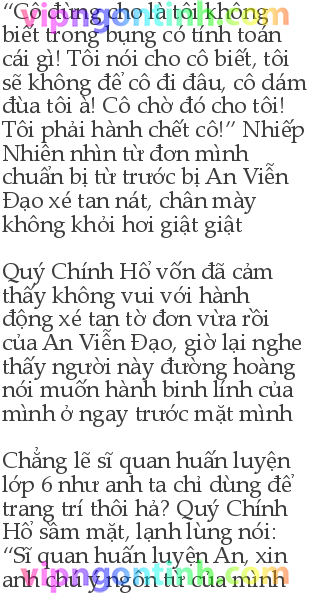 “Cô đừng cho là tôi không
biết trong bụng cô tính toán
cái gì! Tôi nói cho cô biết, tôi
sẽ không để cô đi đâu, cô dám
đùa tôi à! Cô chờ đó cho tôi!
Tôi phải hành chết cô!” Nhiếp
Nhiên nhìn tờ đơn mình
chuẩn bị từ trước bị An Viễn
Đạo xé tan nát, chân mày
không khỏi hơi giật giật
Quý Chính Hổ vốn đã cảm
thấy không vui với hành
động xé tan tờ đơn vừa rồi
của An Viễn Đạo, giờ lại nghe
thấy người này đường hoàng
nói muốn hành binh lính của
mình ở ngay trước mặt mình
Chẳng lẽ sĩ quan huấn luyện
lớp 6 như anh ta chỉ dùng để
trang trí thôi hả? Quý Chính
Hổ sầm mặt, lạnh lùng nói:
“Sĩ quan huấn luyện An, xin
anh chú ý ngôn từ của mình
vipngontinh.com
vipngontinh.com